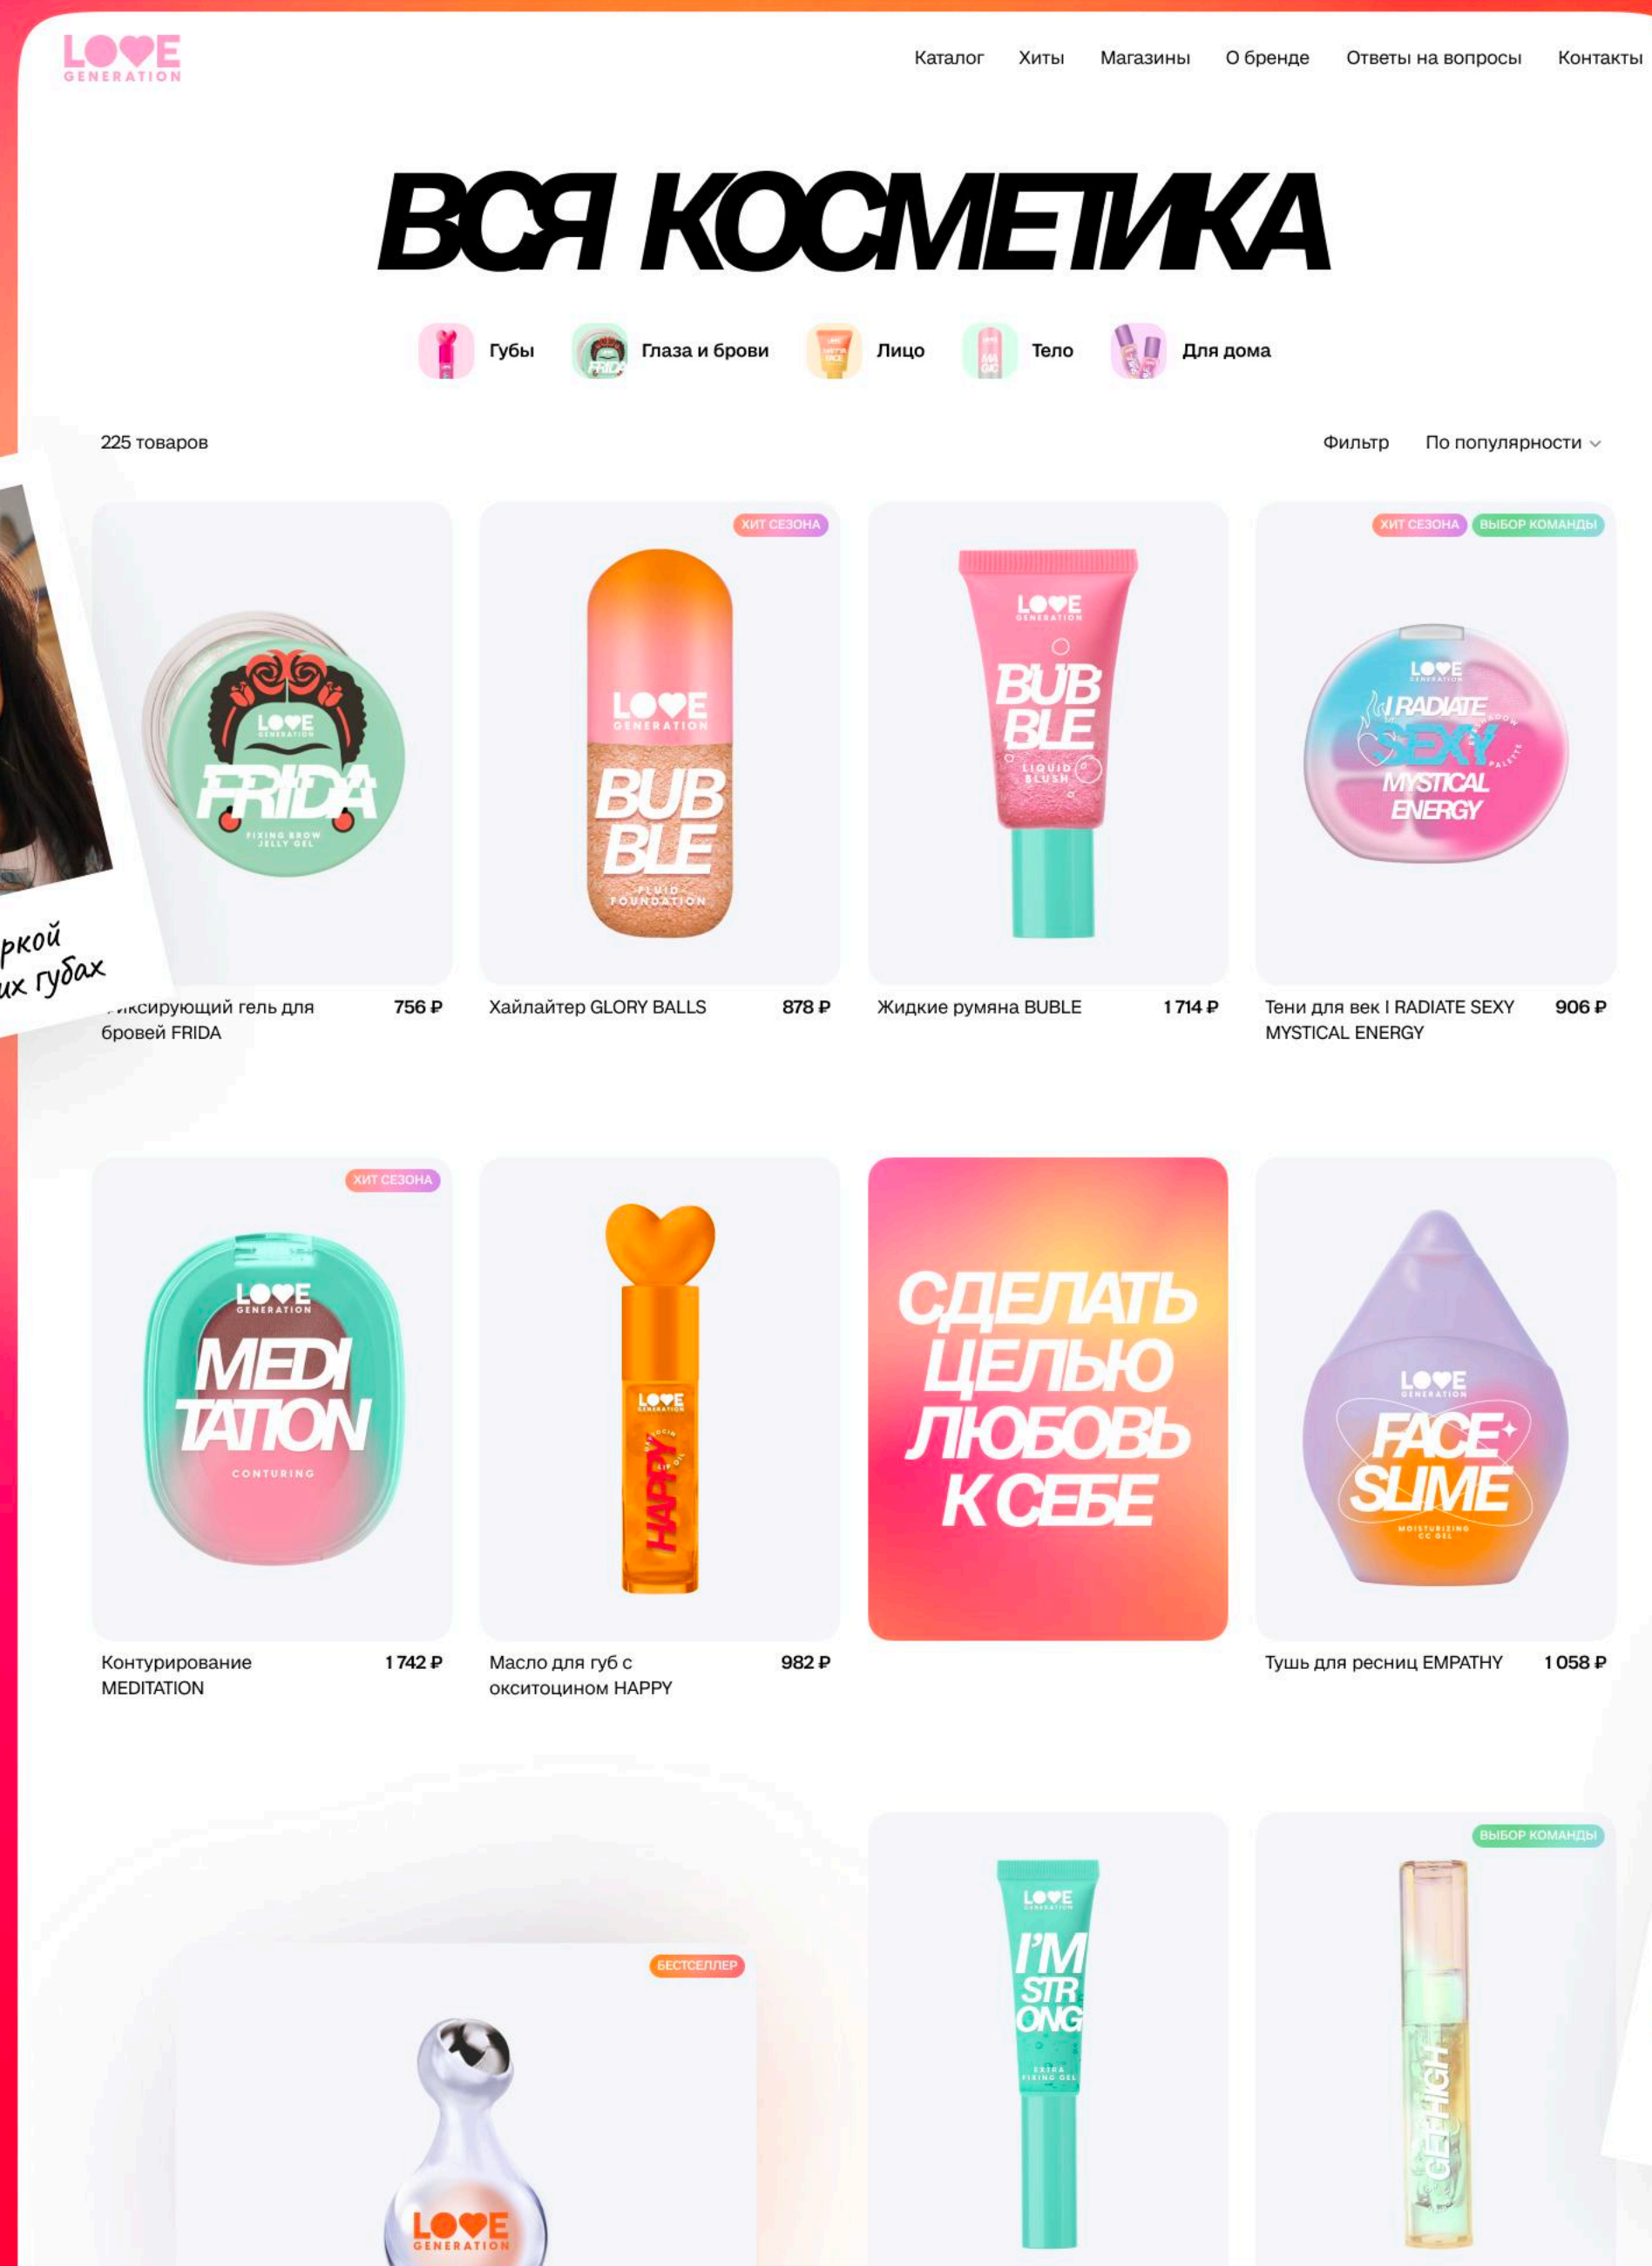 LOVE
GENERATION
Каталог Хиты Магазины О бренде Ответы на вопросы Контакты
ВСЯ КОСМЕТИКА
Губы Глаза и брови Лицо Тело Для дома
225 товаров Фильтр По популярности
ХИТ СЕЗОНА ХИТ СЕЗОНА ВЫБОР КОМАНДЫ
LOVE
GENERATION
FRIDA
FIXING BROW
JELLY GEL
LOVE
GENERATION
BUB
BLE
FLUID
FOUNDATION
LOVE
GENERATION
BUB
BLE
LIQUID
BLUSH
LOVE
GENERATION
I RADIATE
SEXY
MYSTICAL
ENERGY
SHADOW
PALETTE
губах
бровей FRIDA
гель для 756 ₽
Хайлайтер GLORY BALLS 878 ₽
Жидкие румяна BUBLE 1 714 ₽
Тени для век I RADIATE SEXY 906 ₽
MYSTICAL ENERGY
ХИТ СЕЗОНА
LOVE
GENERATION
MEDI
TATION
CONTURING
LOVE
GENERATION
HAPPY
LIP OIL
СДЕЛАТЬ
ЦЕЛЬЮ
ЛЮБОВЬ
К СЕБЕ
LOVE
GENERATION
FACE
SLIME
MOISTURIZING
CC GEL
Контурирование 1 742 ₽
MEDITATION
Масло для губ с 982 ₽
окситоцином HAPPY
Тушь для ресниц EMPATHY 1 058 ₽
БЕСТСЕЛЛЕР
LOVE
GENERATION
LOVE
GENERATION
I'M
STR
ONG
EXTRA
FIXING GEL
ВЫБОР КОМАНДЫ
GET HIGH